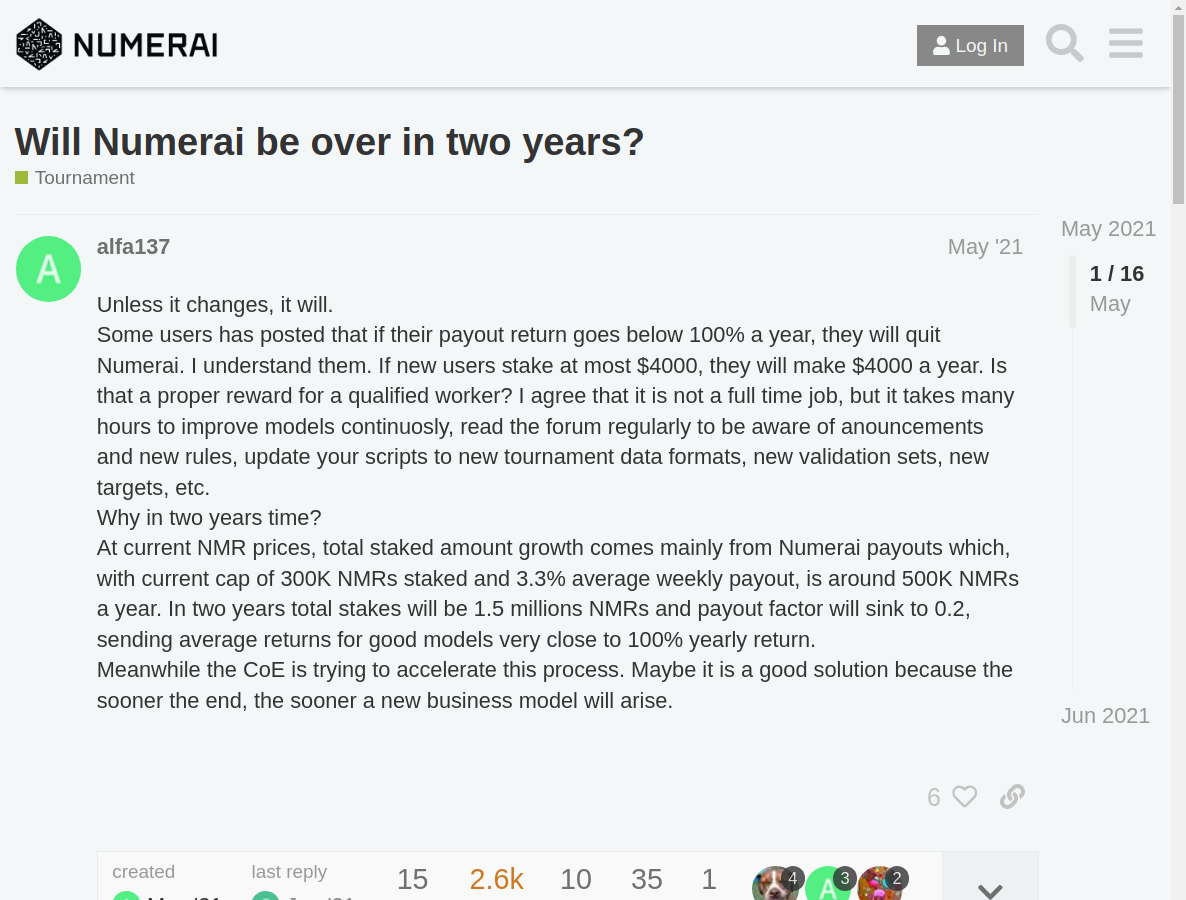 NUMERAI
Log In
Will Numerai be over in two years?
Tournament
alfa137
May '21
Unless it changes, it will.
Some users has posted that if their payout return goes below 100% a year, they will quit
Numerai. I understand them. If new users stake at most $4000, they will make $4000 a year. Is
that a proper reward for a qualified worker? I agree that it is not a full time job, but it takes many
hours to improve models continuosly, read the forum regularly to be aware of anouncements
and new rules, update your scripts to new tournament data formats, new validation sets, new
targets, etc.
Why in two years time?
At current NMR prices, total staked amount growth comes mainly from Numerai payouts which,
with current cap of 300K NMRs staked and 3.3% average weekly payout, is around 500K NMRs
a year. In two years total stakes will be 1.5 millions NMRs and payout factor will sink to 0.2,
sending average returns for good models very close to 100% yearly return.
Meanwhile the CoE is trying to accelerate this process. Maybe it is a good solution because the
sooner the end, the sooner a new business model will arise.
May 2021
1 / 16
May
Jun 2021
6
created
last reply
15
2.6k
10
35
1
4
3
2